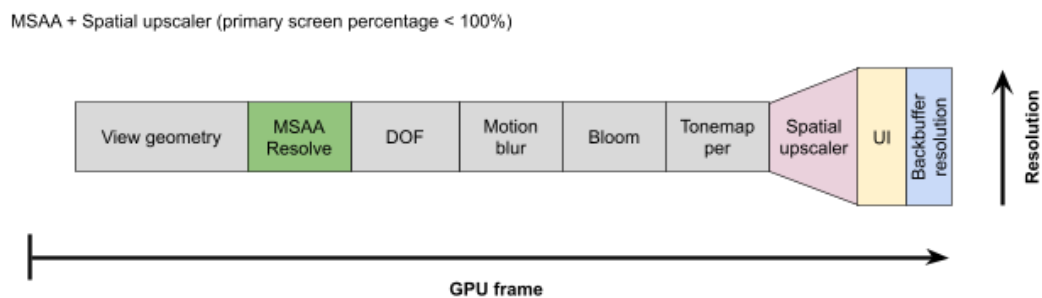 MSAA + Spatial upscaler (primary screen percentage < 100%)
View geometry
MSAA
Resolve
DOF
Motion
blur
Bloom
Tonemap
per
Spatial
upscaler
UI
Backbuffer
resolution
Resolution
GPU frame